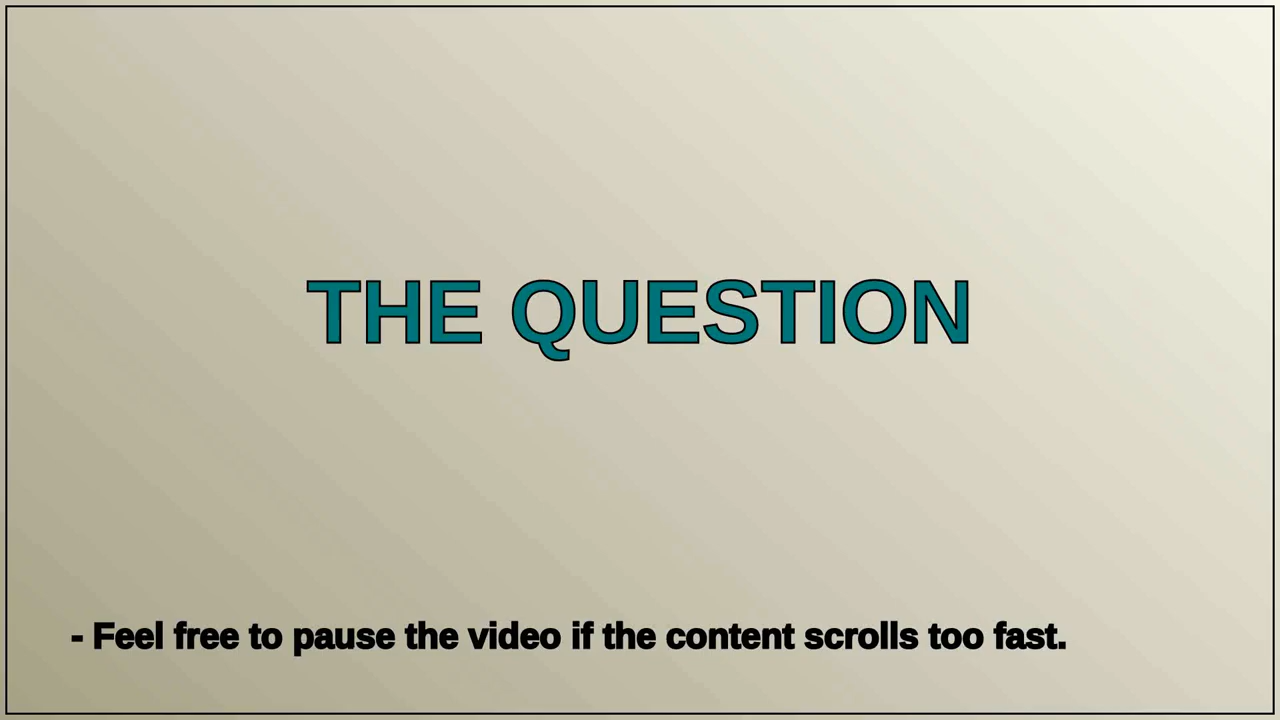 THE QUESTION
- Feel free to pause the video if the content scrolls too fast.